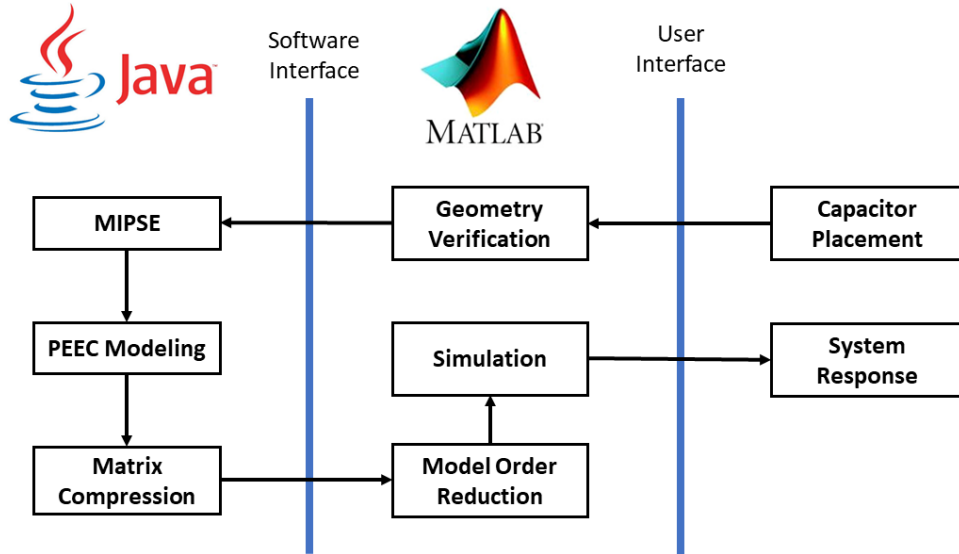 Java™
Software
Interface
MATLAB®
User
Interface
MIPSE
Geometry
Verification
Capacitor
Placement
PEEC Modeling
Simulation
System
Response
Matrix
Compression
Model Order
Reduction